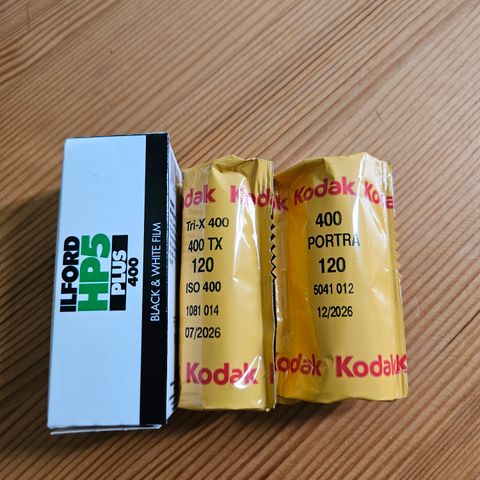 ILFORD
HP5
PLUS
400
BLACK & WHITE FILM
Kodak
Tri-X 400
400 TX
120
ISO 400
1081 014
07/2026
Kodak
Kodak
400
PORTRA
120
5041 012
12/2026
Kodak